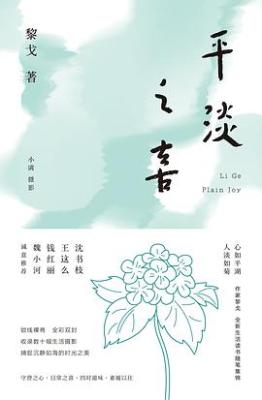 平淡之喜
黎戈 著
小满 摄影
Li Ge
Plain Joy
心如平湖
人淡如菊
作家黎戈 全新生活读书随笔集锦
沈书枝
王这么
钱红丽
魏小河
诚意推荐
锁线裸脊 全彩双封
收录数十幅生活摄影
捕捉沉静如海的时光之美
守澄之心·日常之喜·四时滋味·素履以往